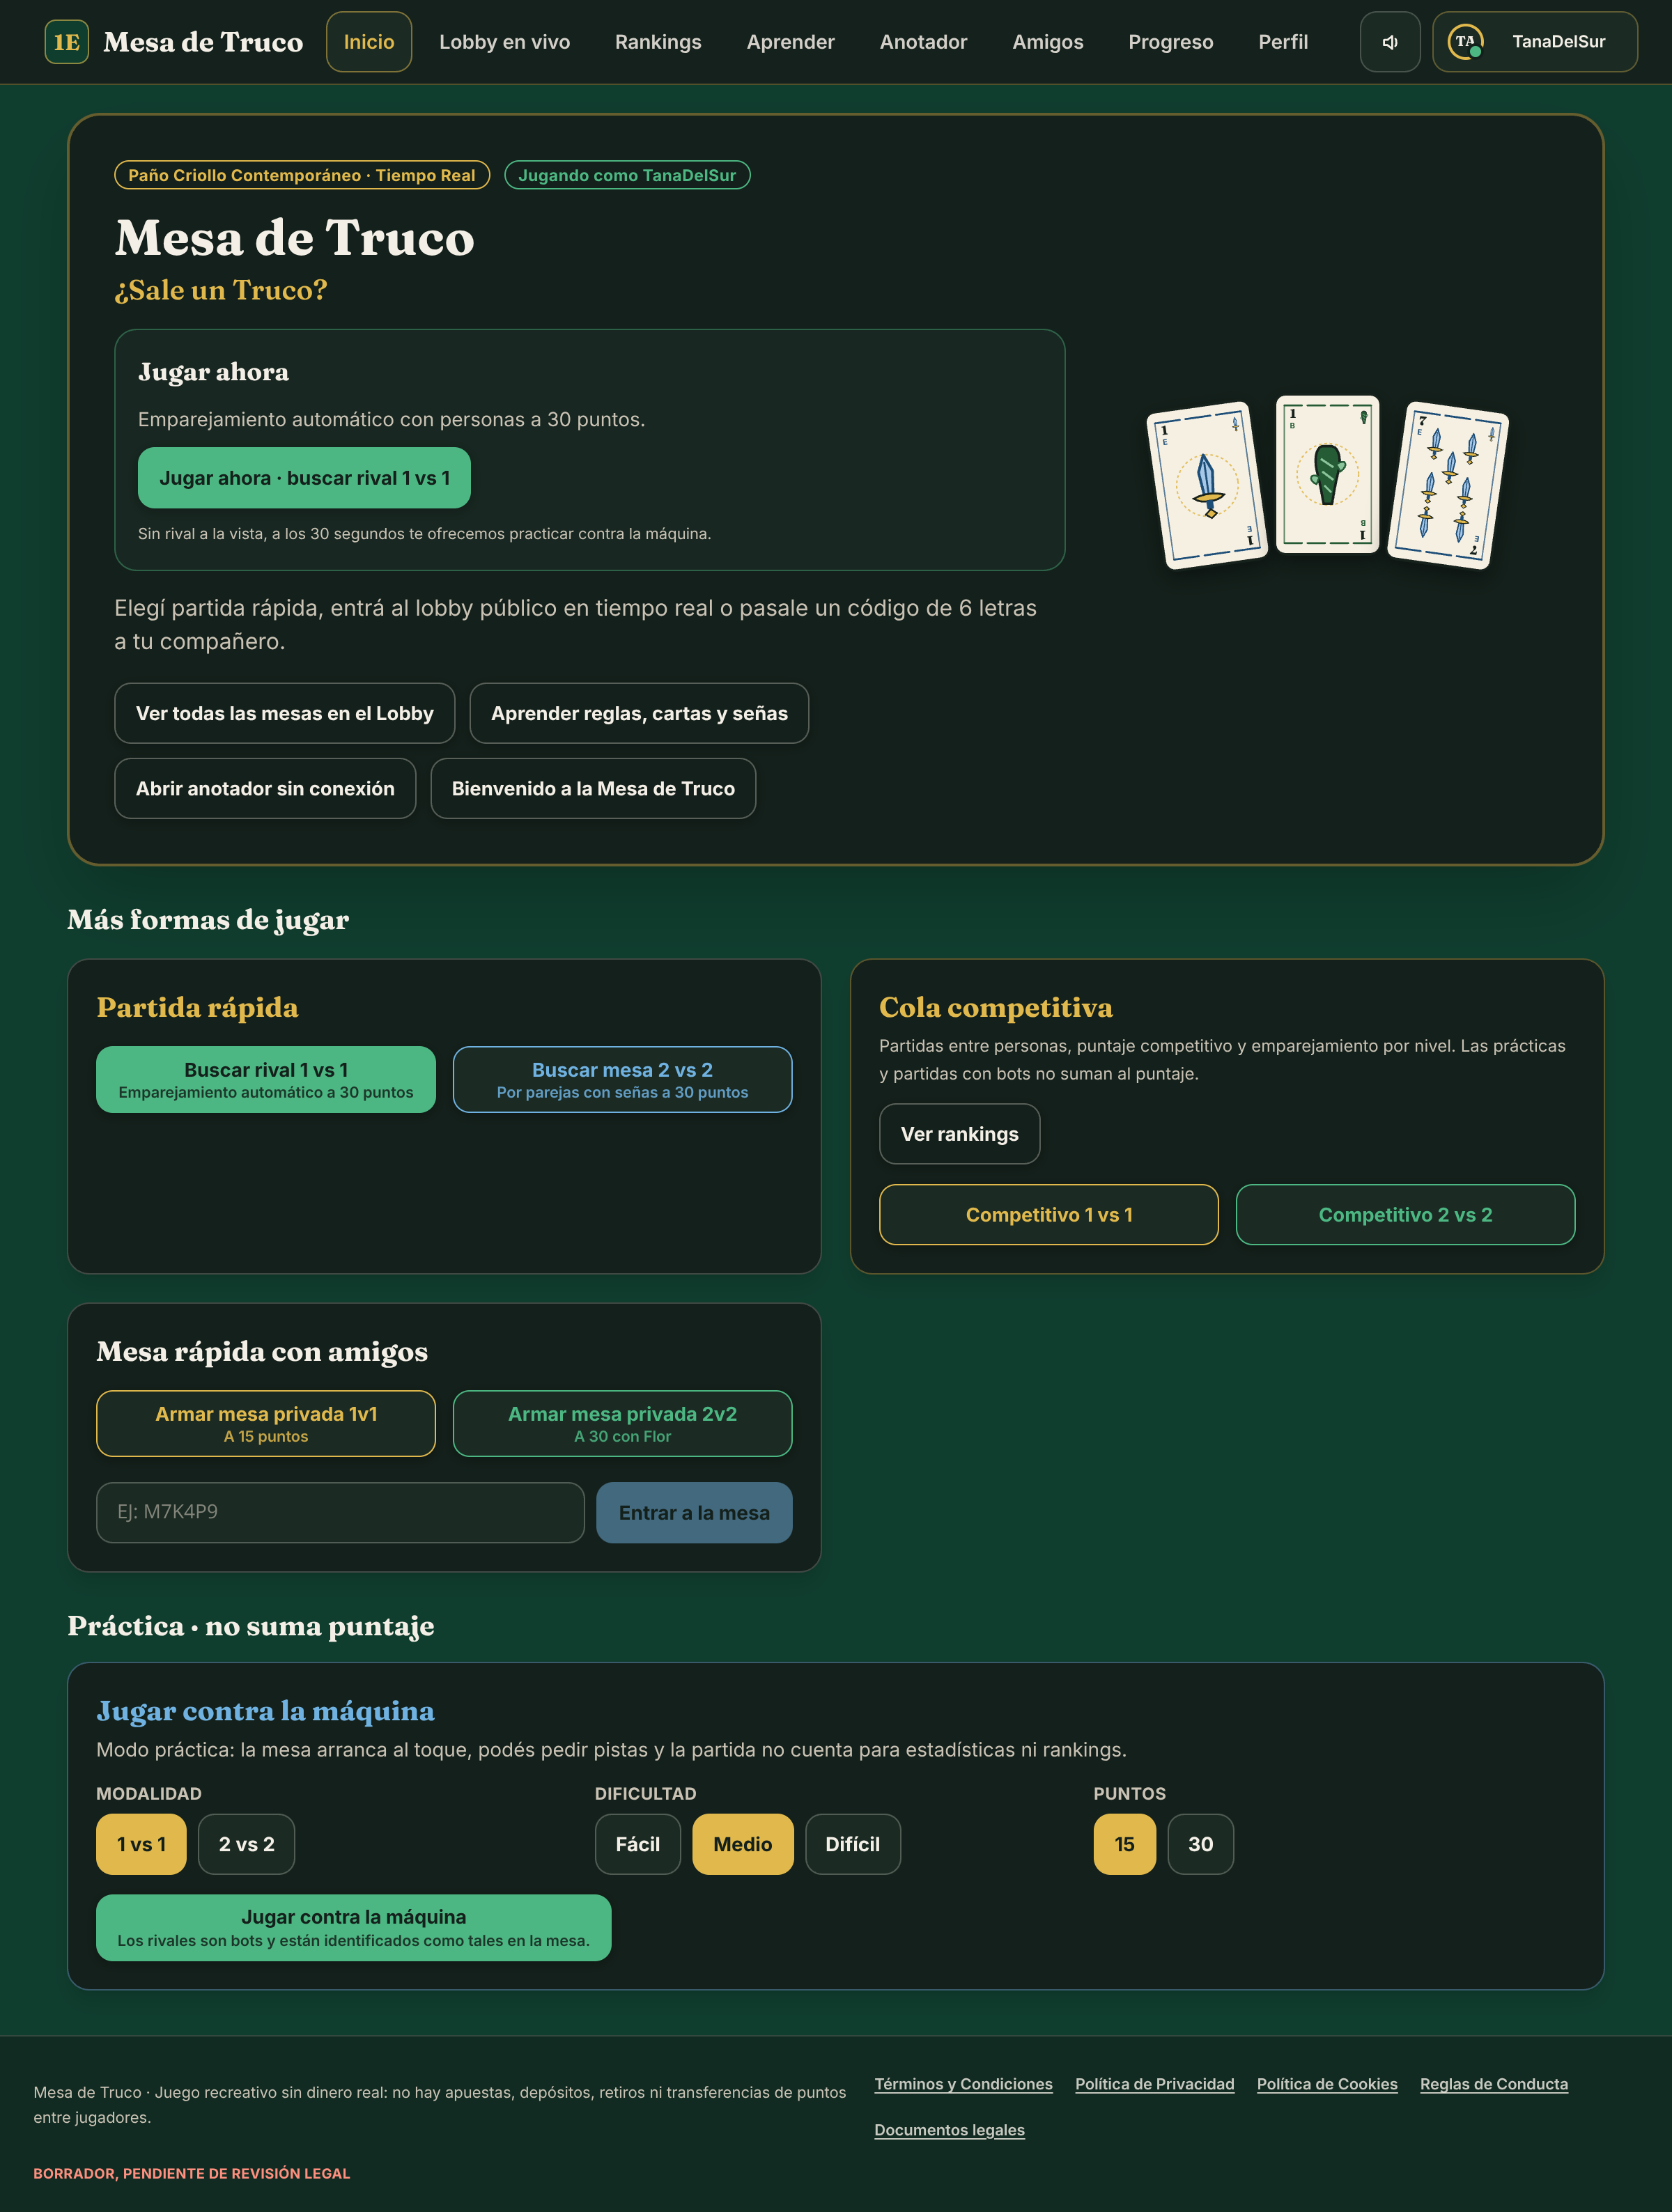 1E Mesa de Truco Inicio Lobby en vivo Rankings Aprender Anotador Amigos Progreso Perfil TA TanaDelSur
Paño Criollo Contemporáneo · Tiempo Real Jugando como TanaDelSur
Mesa de Truco
¿Sale un Truco?
Jugar ahora
Emparejamiento automático con personas a 30 puntos.
Jugar ahora · buscar rival 1 vs 1
Sin rival a la vista, a los 30 segundos te ofrecemos practicar contra la máquina.
1 E
1 E
1 B
1 B
7 E
7 E
Elegí partida rápida, entrá al lobby público en tiempo real o pasale un código de 6 letras
a tu compañero.
Ver todas las mesas en el Lobby Aprender reglas, cartas y señas
Abrir anotador sin conexión Bienvenido a la Mesa de Truco
Más formas de jugar
Partida rápida
Buscar rival 1 vs 1
Emparejamiento automático a 30 puntos
Buscar mesa 2 vs 2
Por parejas con señas a 30 puntos
Cola competitiva
Partidas entre personas, puntaje competitivo y emparejamiento por nivel. Las prácticas
y partidas con bots no suman al puntaje.
Ver rankings
Competitivo 1 vs 1 Competitivo 2 vs 2
Mesa rápida con amigos
Armar mesa privada 1v1
A 15 puntos
Armar mesa privada 2v2
A 30 con Flor
EJ: M7K4P9 Entrar a la mesa
Práctica · no suma puntaje
Jugar contra la máquina
Modo práctica: la mesa arranca al toque, podés pedir pistas y la partida no cuenta para estadísticas ni rankings.
MODALIDAD
1 vs 1 2 vs 2
DIFICULTAD
Fácil Medio Difícil
PUNTOS
15 30
Jugar contra la máquina
Los rivales son bots y están identificados como tales en la mesa.
Mesa de Truco · Juego recreativo sin dinero real: no hay apuestas, depósitos, retiros ni transferencias de puntos
entre jugadores.
Términos y Condiciones Política de Privacidad Política de Cookies Reglas de Conducta
Documentos legales
BORRADOR, PENDIENTE DE REVISIÓN LEGAL